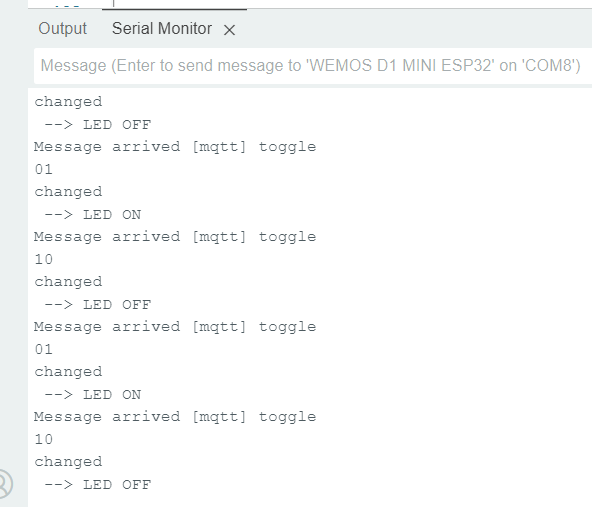 Output Serial Monitor
Message (Enter to send message to 'WEMOS D1 MINI ESP32' on 'COM8')
changed
--> LED OFF
Message arrived [mqtt] toggle
01
changed
--> LED ON
Message arrived [mqtt] toggle
10
changed
--> LED OFF
Message arrived [mqtt] toggle
01
changed
--> LED ON
Message arrived [mqtt] toggle
10
changed
--> LED OFF